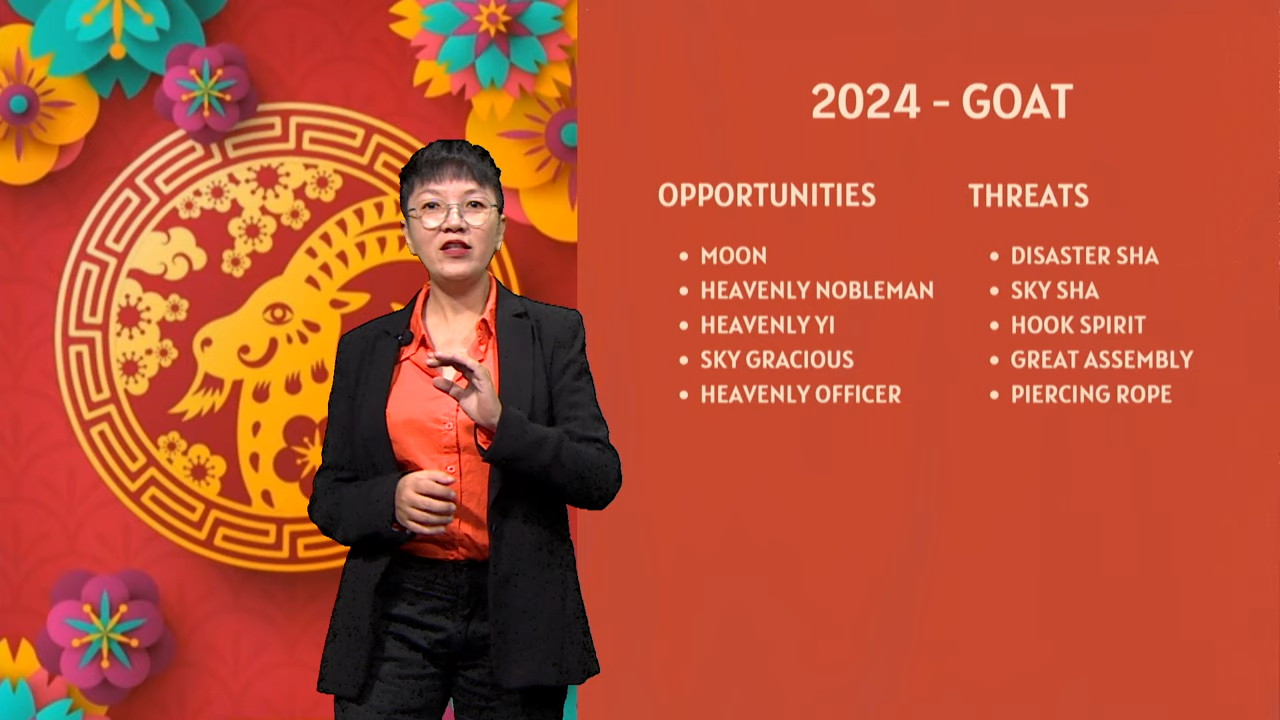 2024 - GOAT
OPPORTUNITIES
• MOON
• HEAVENLY NOBLEMAN
• HEAVENLY YI
• SKY GRACIOUS
• HEAVENLY OFFICER
THREATS
• DISASTER SHA
• SKY SHA
• HOOK SPIRIT
• GREAT ASSEMBLY
• PIERCING ROPE